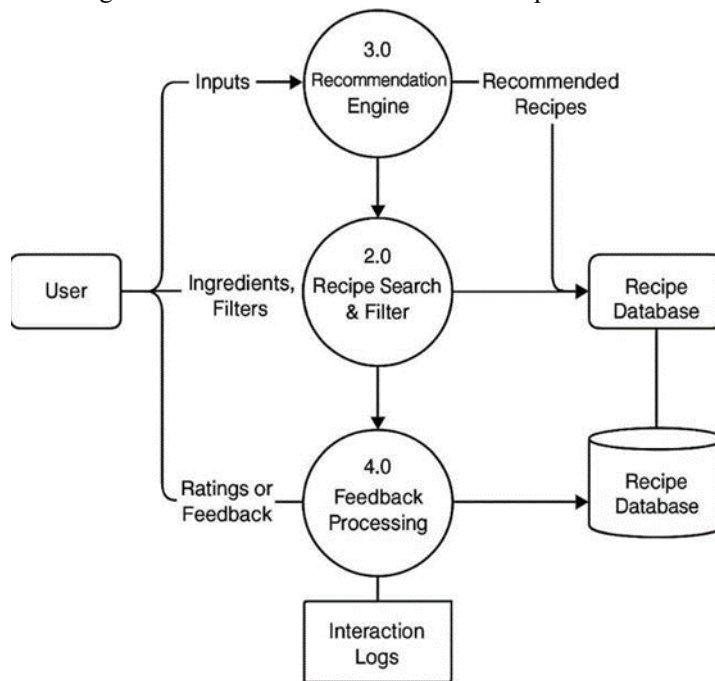 3.0
Recommendation
Engine
Inputs
Recommended
Recipes
2.0
Recipe Search
& Filter
User
Ingredients,
Filters
Recipe
Database
4.0
Feedback
Processing
Ratings or
Feedback
Recipe
Database
Interaction
Logs